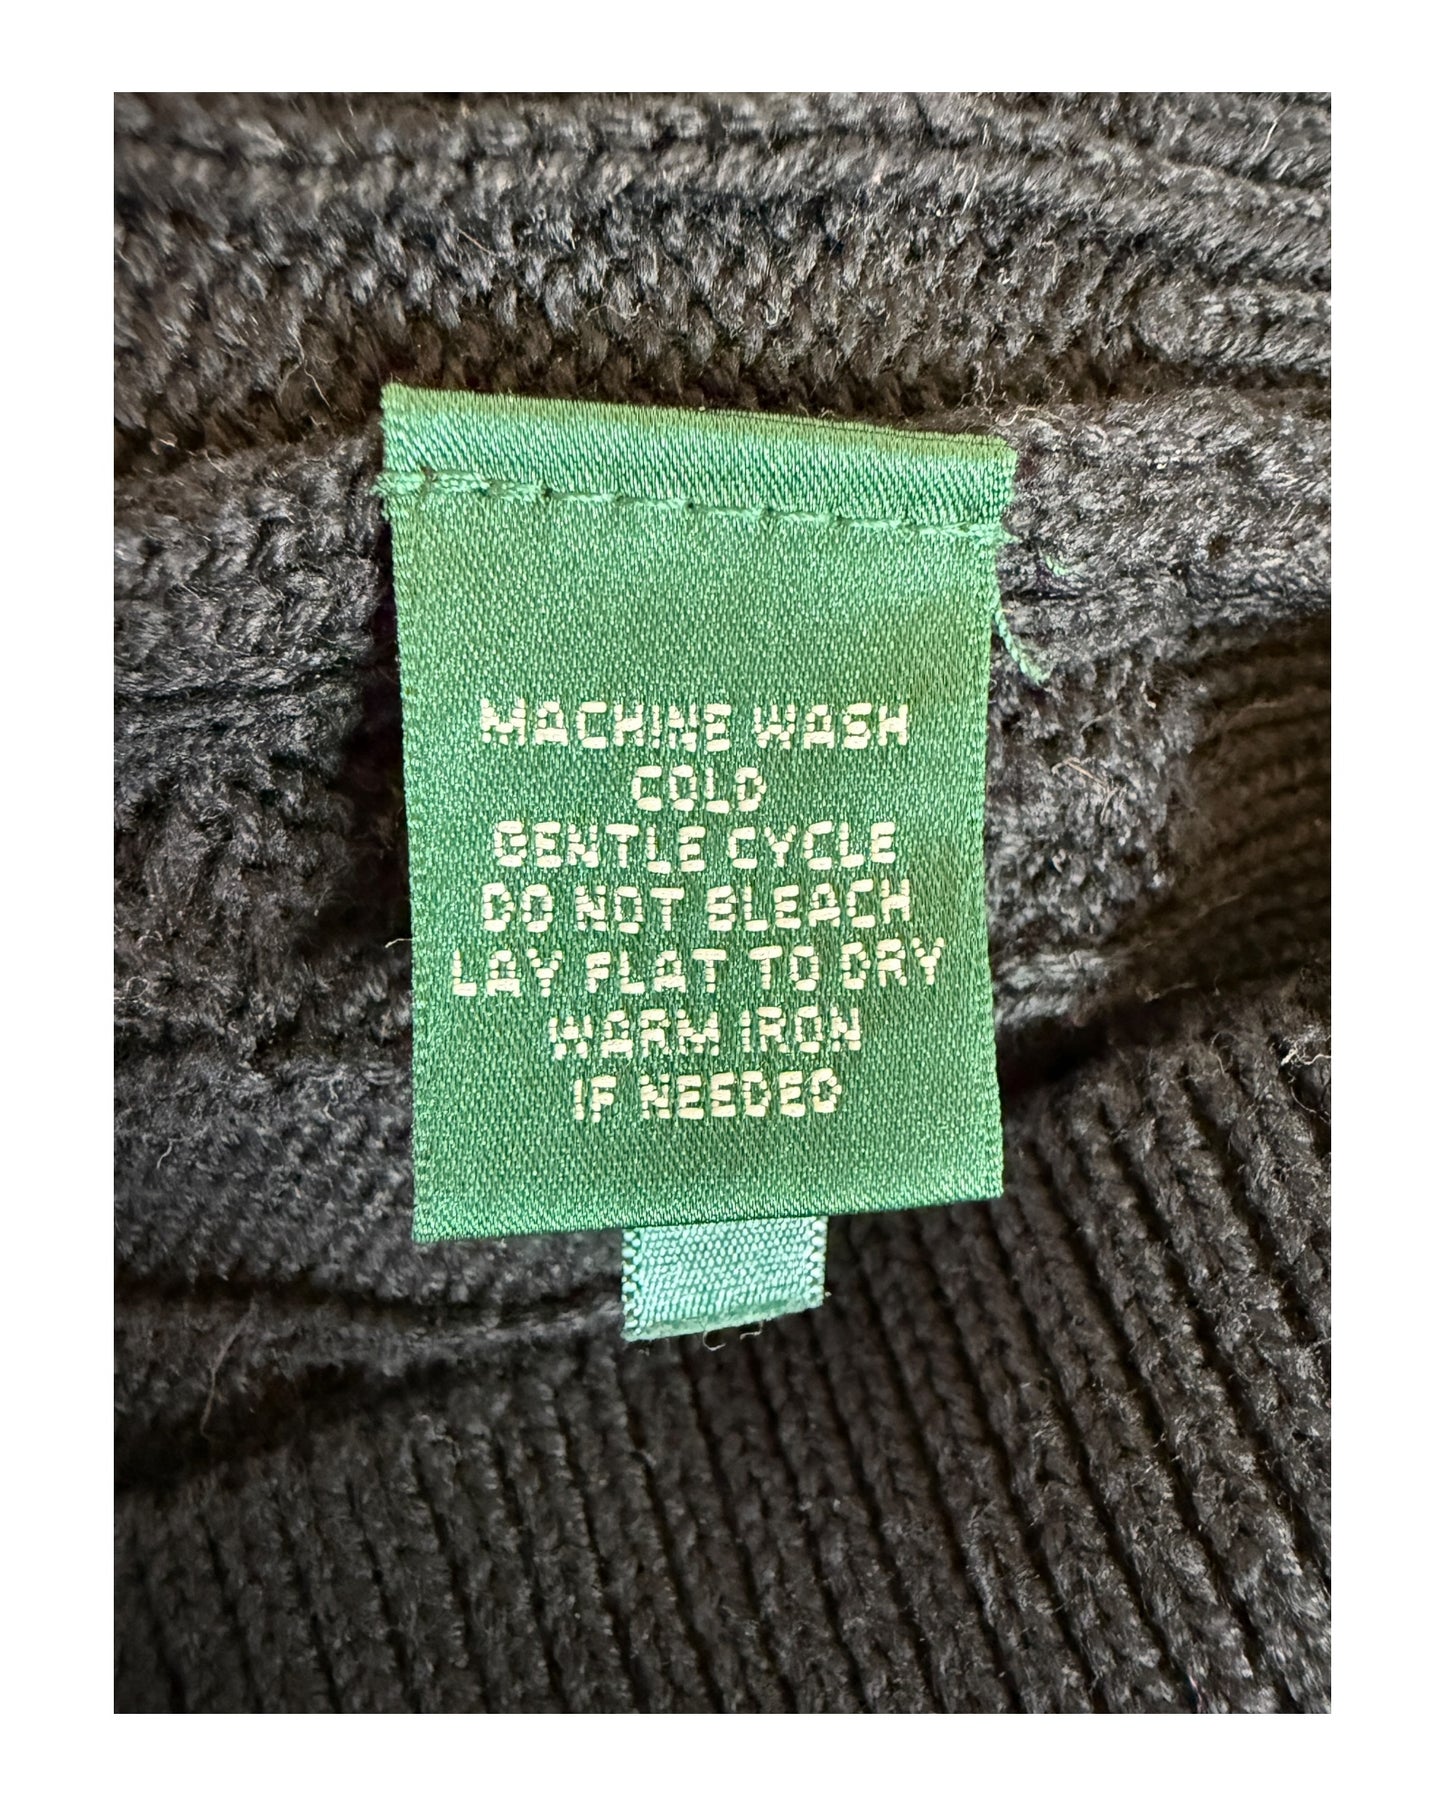 MACHINE WASH
COLD
GENTLE CYCLE
DO NOT BLEACH
LAY FLAT TO DRY
WARM IRON
IF NEEDED